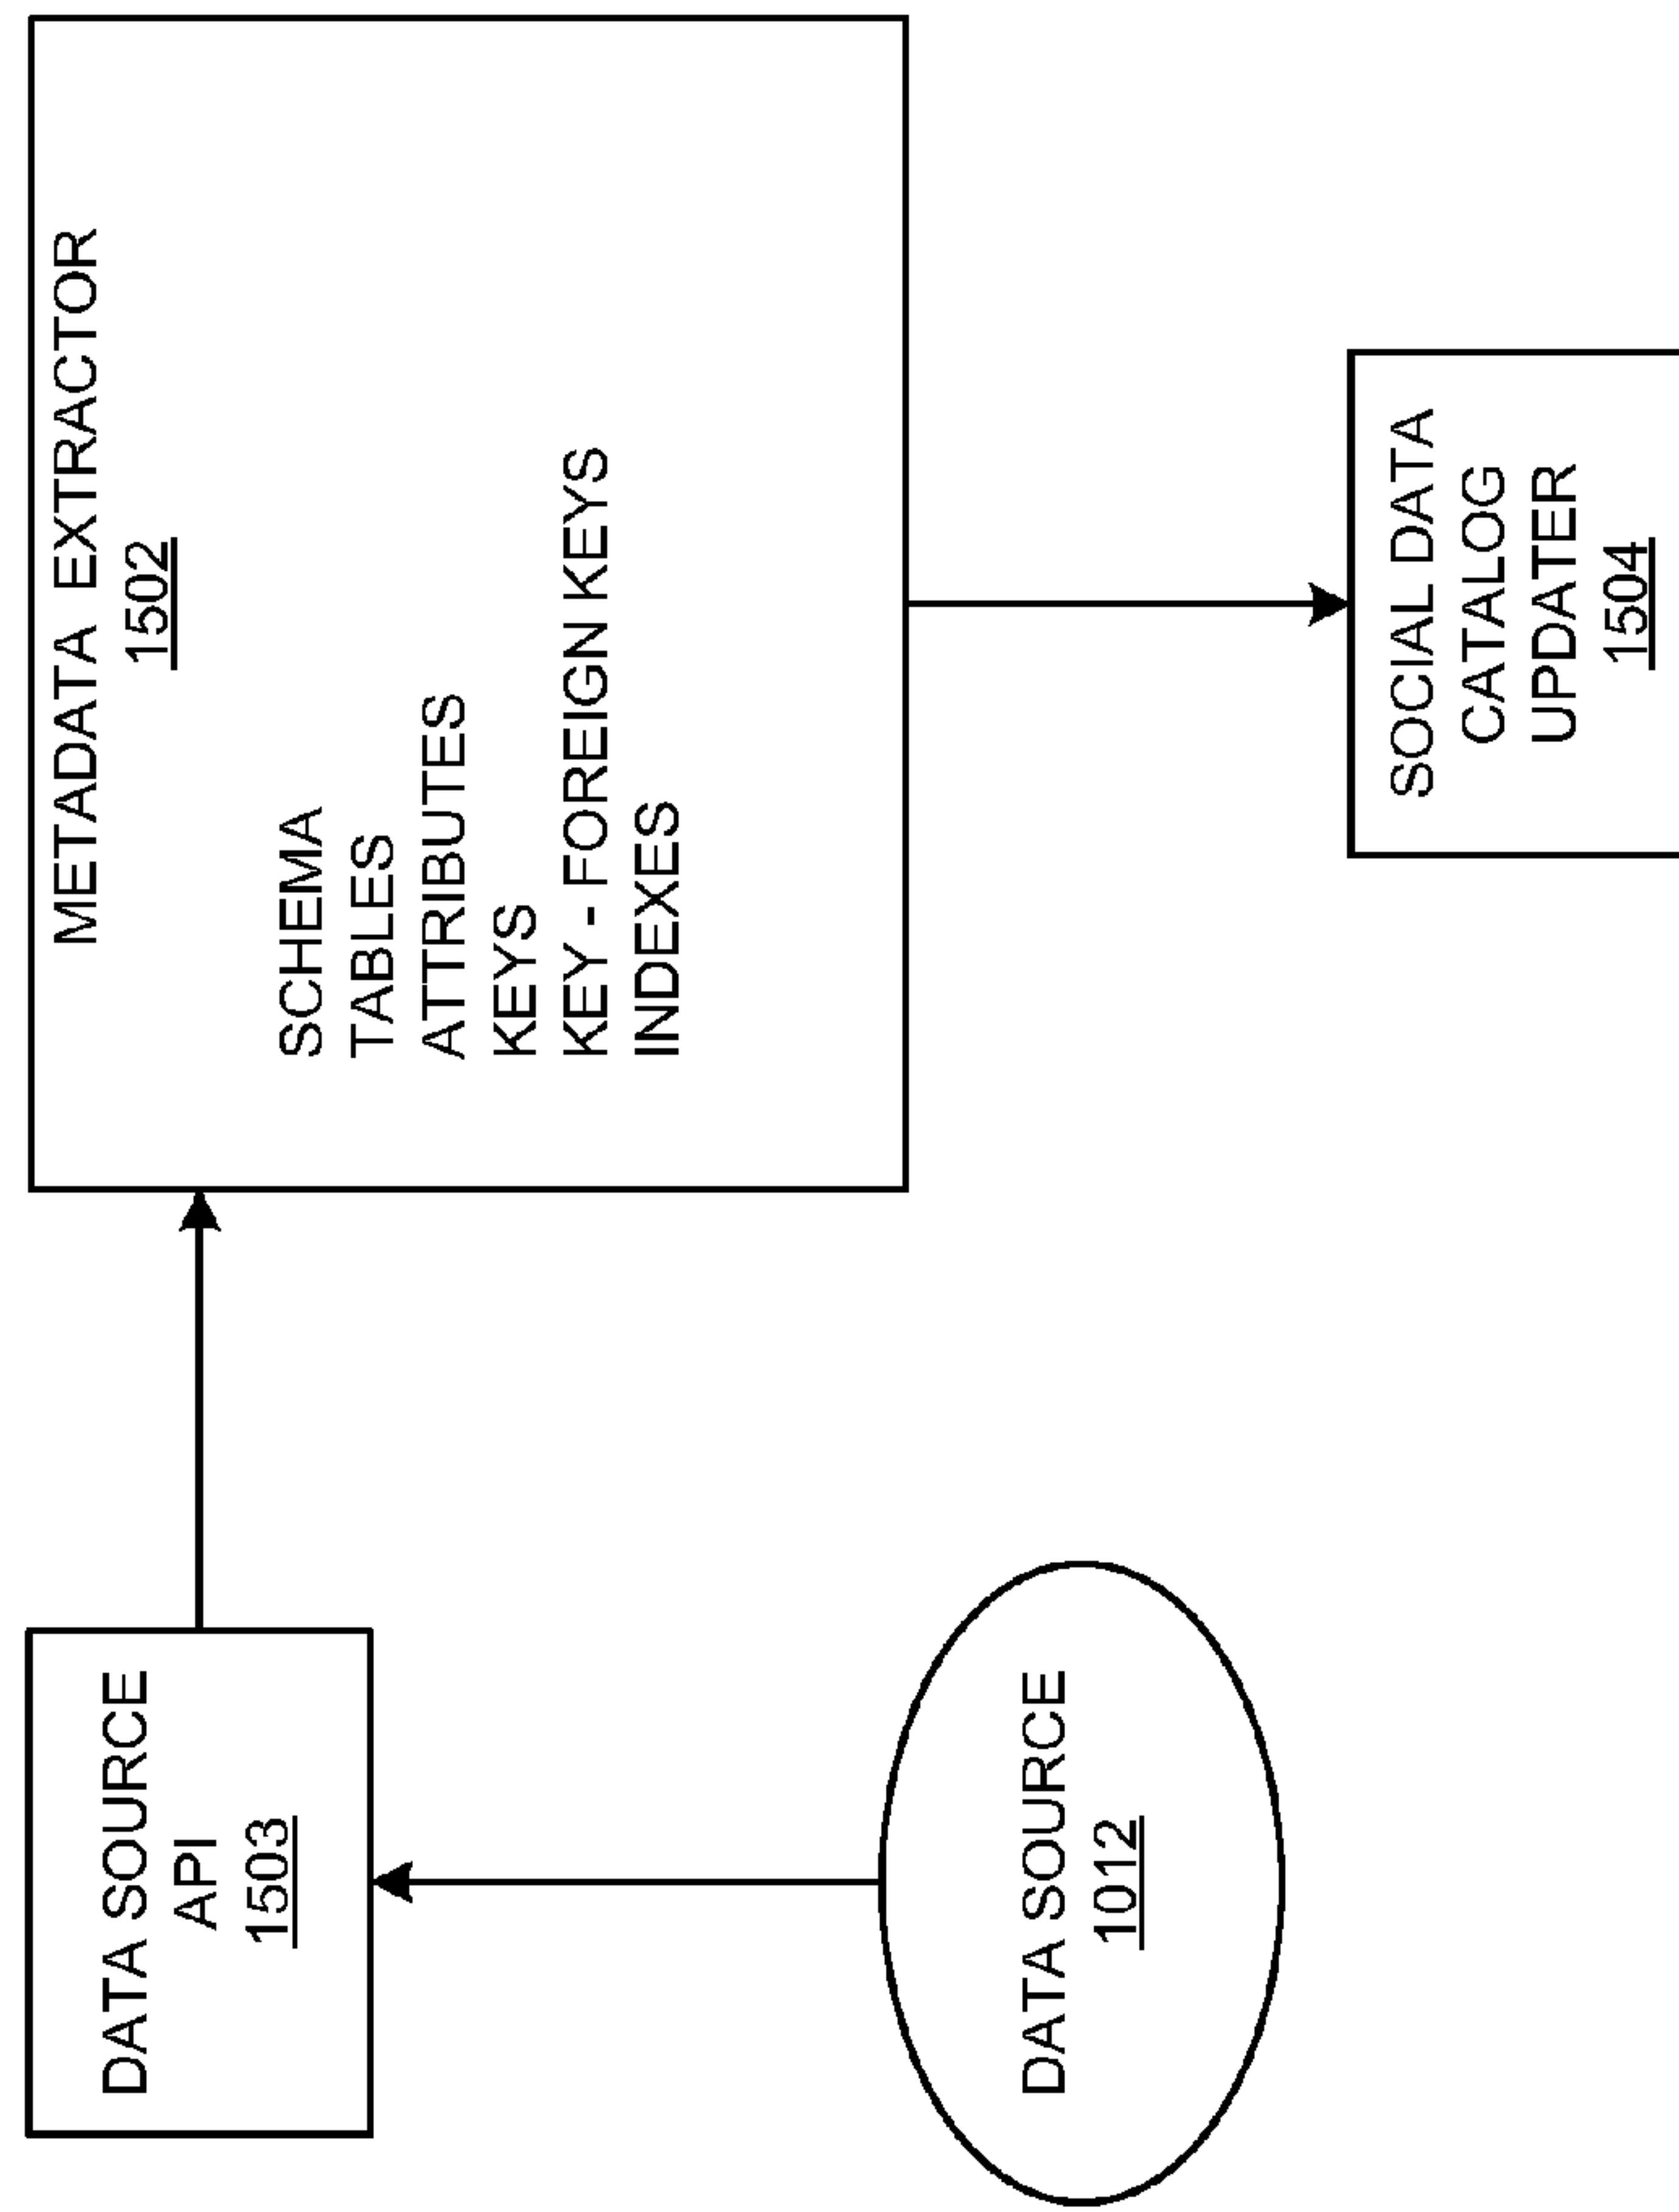 DATA SOURCE
API
1503
METADATA EXTRACTOR
1502
SCHEMA
TABLES
ATTRIBUTES
KEYS
KEY - FOREIGN KEYS
INDEXES
DATA SOURCE
1012
SOCIAL DATA
CATALOG
UPDATER
1504